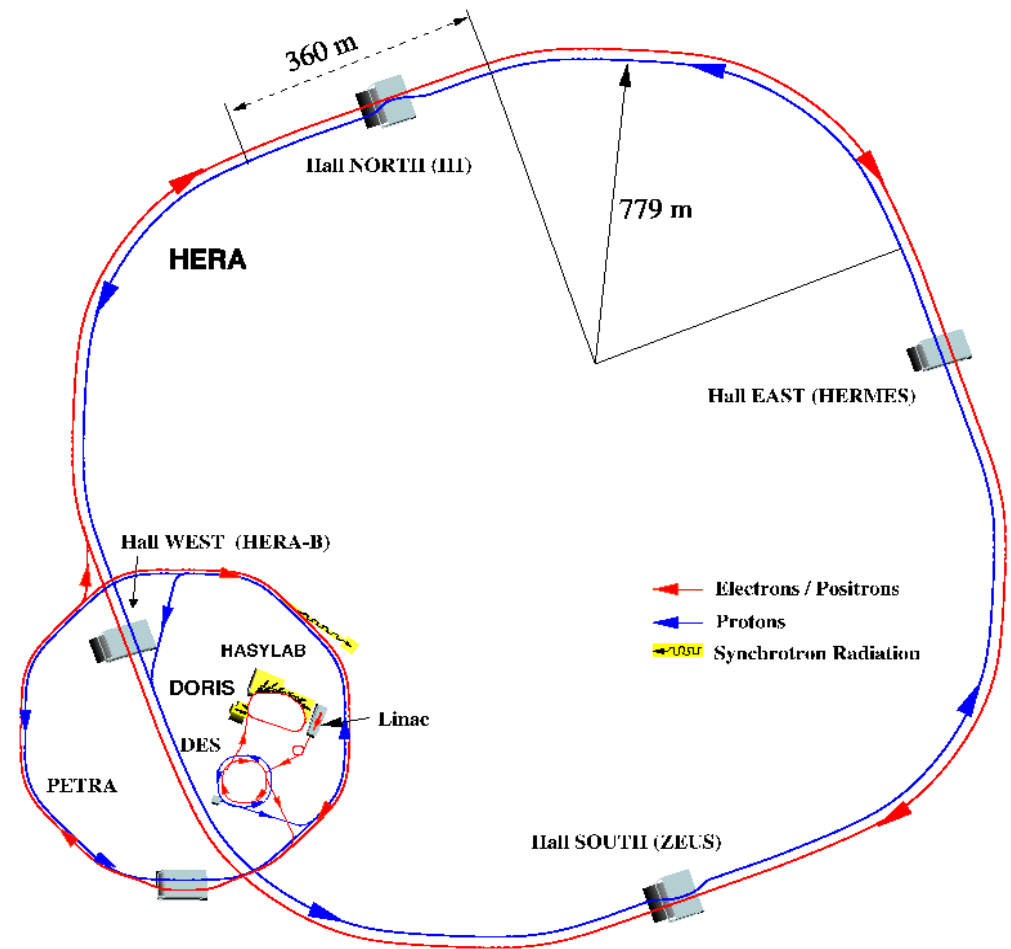 360 m
Hall NORTH (H1)
779 m
HERA
Hall EAST (HERMES)
Hall WEST (HERA-B)
Electrons / Positrons
Protons
Synchrotron Radiation
HASYLAB
DORIS
Linac
DES
PETRA
Hall SOUTH (ZEUS)